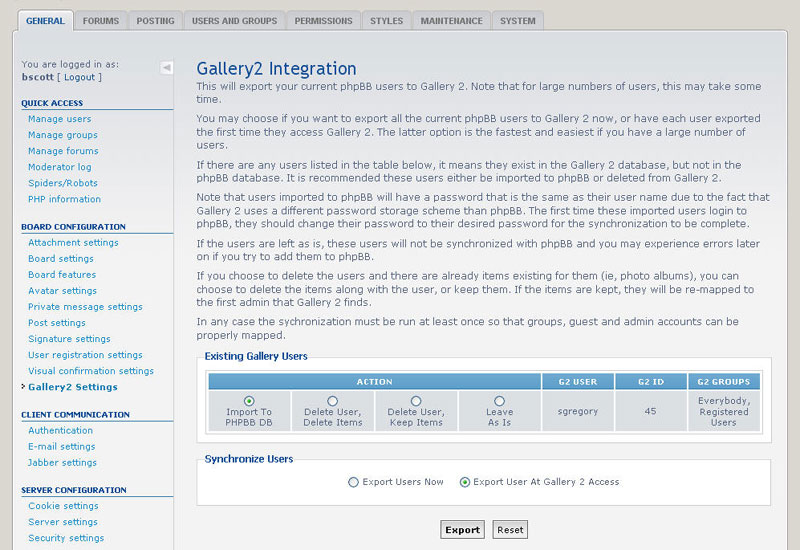 GENERAL
FORUMS
POSTING
USERS AND GROUPS
PERMISSIONS
STYLES
MAINTENANCE
SYSTEM
You are logged in as:
bscott [ Logout ]
QUICK ACCESS
Manage users
Manage groups
Manage forums
Moderator log
Spiders/Robots
PHP information
BOARD CONFIGURATION
Attachment settings
Board settings
Board features
Avatar settings
Private message settings
Post settings
Signature settings
User registration settings
Visual confirmation settings
Gallery2 Settings
CLIENT COMMUNICATION
Authentication
E-mail settings
Jabber settings
SERVER CONFIGURATION
Cookie settings
Server settings
Security settings
Gallery2 Integration
This will export your current phpBB users to Gallery 2. Note that for large numbers of users, this may take some
time.
You may choose if you want to export all the current phpBB users to Gallery 2 now, or have each user exported
the first time they access Gallery 2. The latter option is the fastest and easiest if you have a large number of
users.
If there are any users listed in the table below, it means they exist in the Gallery 2 database, but not in the
phpBB database. It is recommended these users either be imported to phpBB or deleted from Gallery 2.
Note that users imported to phpBB will have a password that is the same as their user name due to the fact that
Gallery 2 uses a different password storage scheme than phpBB. The first time these imported users login to
phpBB, they should change their password to their desired password for the synchronization to be complete.
If the users are left as is, these users will not be synchronized with phpBB and you may experience errors later
on if you try to add them to phpBB.
If you choose to delete the users and there are already items existing for them (ie, photo albums), you can
choose to delete the items along with the user, or keep them. If the items are kept, they will be re-mapped to
the first admin that Gallery 2 finds.
In any case the sychronization must be run at least once so that groups, guest and admin accounts can be
properly mapped.
Existing Gallery Users
ACTION
G2 USER
G2 ID
G2 GROUPS
Import To
PHPBB DB
Delete User,
Delete Items
Delete User,
Keep Items
Leave
As Is
sgregory
45
Everybody,
Registered
Users
Synchronize Users
Export Users Now
Export User At Gallery 2 Access
Export
Reset